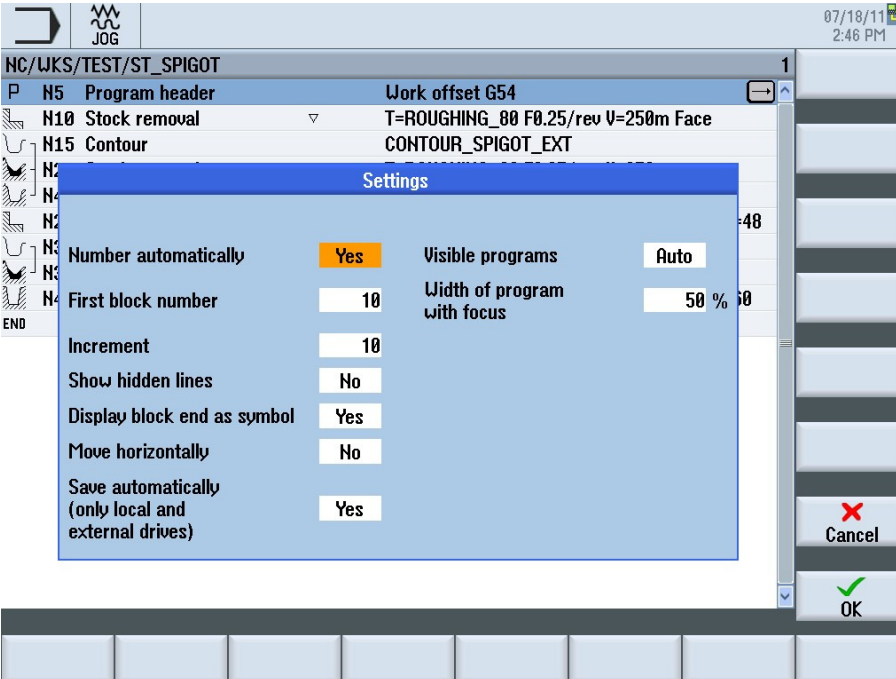 07/18/11
2:46 PM
JOG
NC/WKS/TEST/ST_SPIGOT 1
P N5 Program header Work offset G54
N10 Stock removal T=ROUGHING_80 F0.25/rev V=250m Face
N15 Contour CONTOUR_SPIGOT_EXT
Settings
=48
Number automatically Yes Visible programs Auto
First block number 10 Width of program
with focus 50 %
END
Increment 10
Show hidden lines No
Display block end as symbol Yes
Move horizontally No
Save automatically
(only local and
external drives) Yes
Cancel
OK